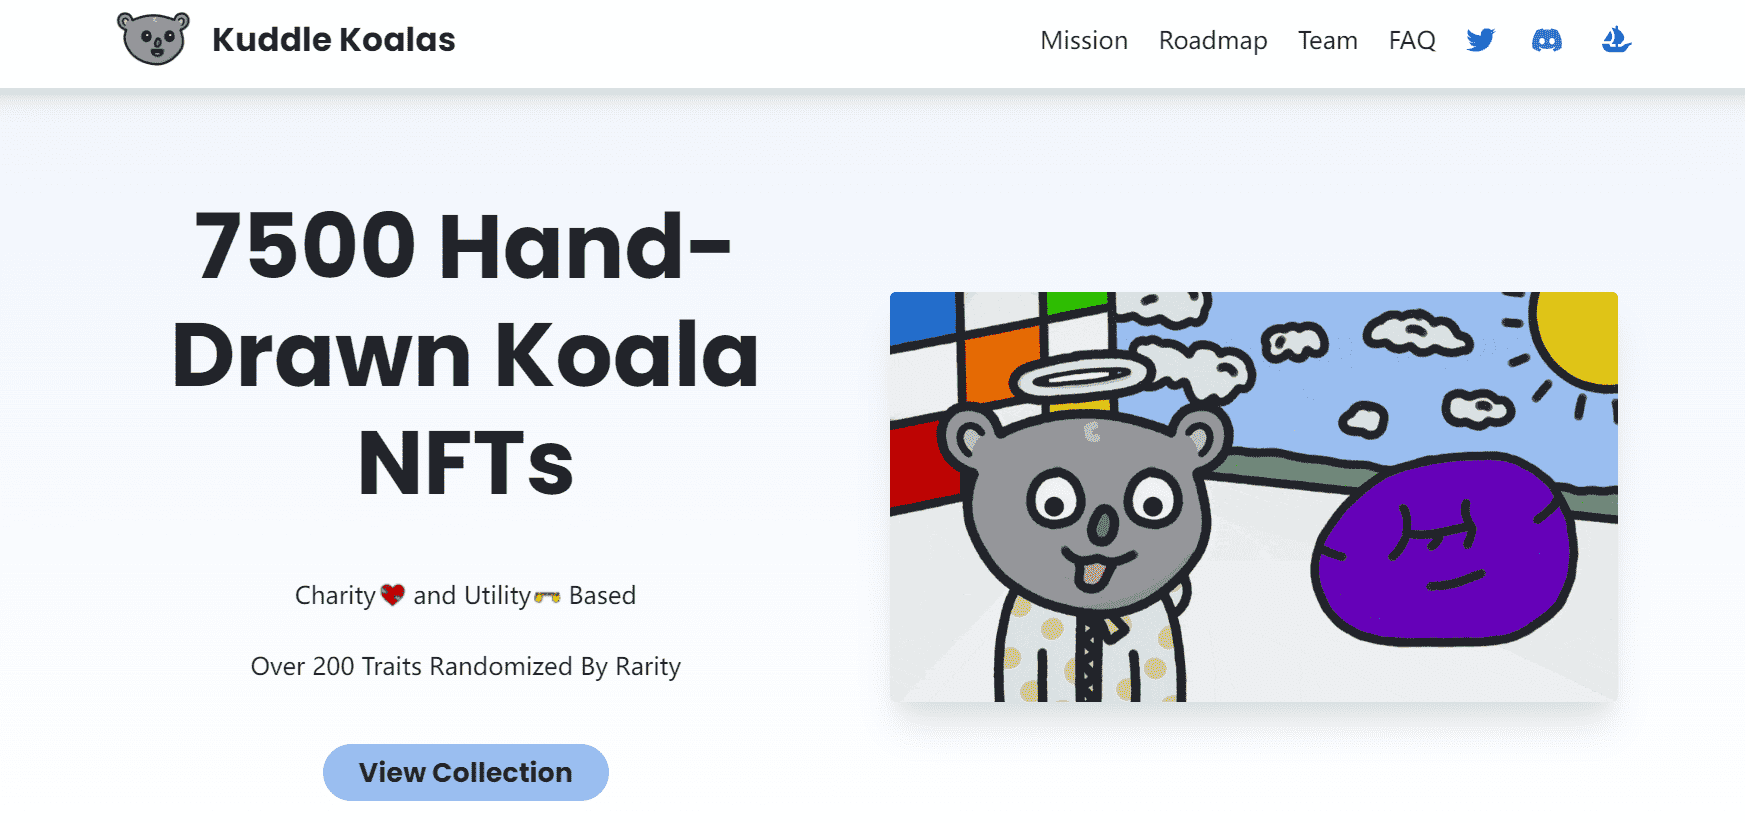 Kuddle Koalas
Mission Roadmap Team FAQ
7500 Hand-
Drawn Koala
NFTs
Charity❤️ and Utility Based
Over 200 Traits Randomized By Rarity
View Collection